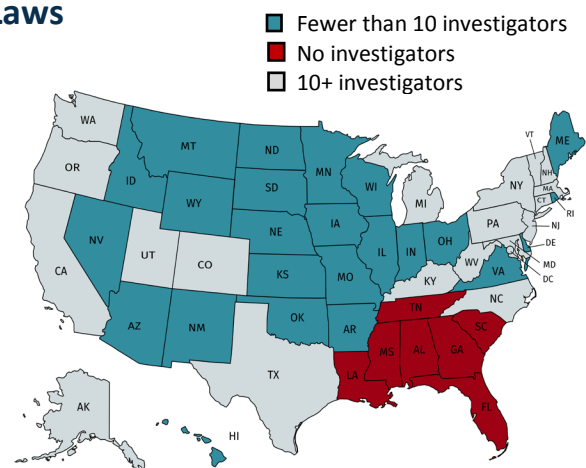 Laws
Fewer than 10 investigators
No investigators
10+ investigators
WA
OR
CA
NV
ID
MT
WY
UT
AZ
CO
NM
ND
SD
NE
KS
OK
TX
MN
IA
MO
AR
LA
WI
IL
MI
IN
OH
KY
TN
MS
AL
GA
FL
SC
NC
VA
WV
PA
NY
VT
NH
ME
MA
CT
RI
NJ
DE
MD
DC
AK
HI